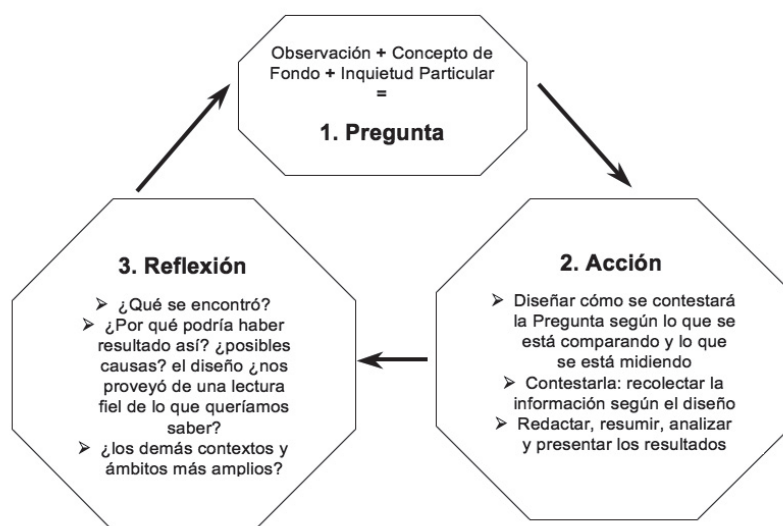 Observación + Concepto de
Fondo + Inquietud Particular
=
1. Pregunta
2. Acción
➢ Diseñar cómo se contestará
la Pregunta según lo que se
está comparando y lo que
se está midiendo
➢ Contestarla: recolectar la
información según el diseño
➢ Redactar, resumir, analizar
y presentar los resultados
3. Reflexión
➢ ¿Qué se encontró?
➢ ¿Por qué podría haber
resultado así? ¿posibles
causas? el diseño ¿nos
proveyó de una lectura
fiel de lo que queríamos
saber?
➢ ¿los demás contextos y
ámbitos más amplios?